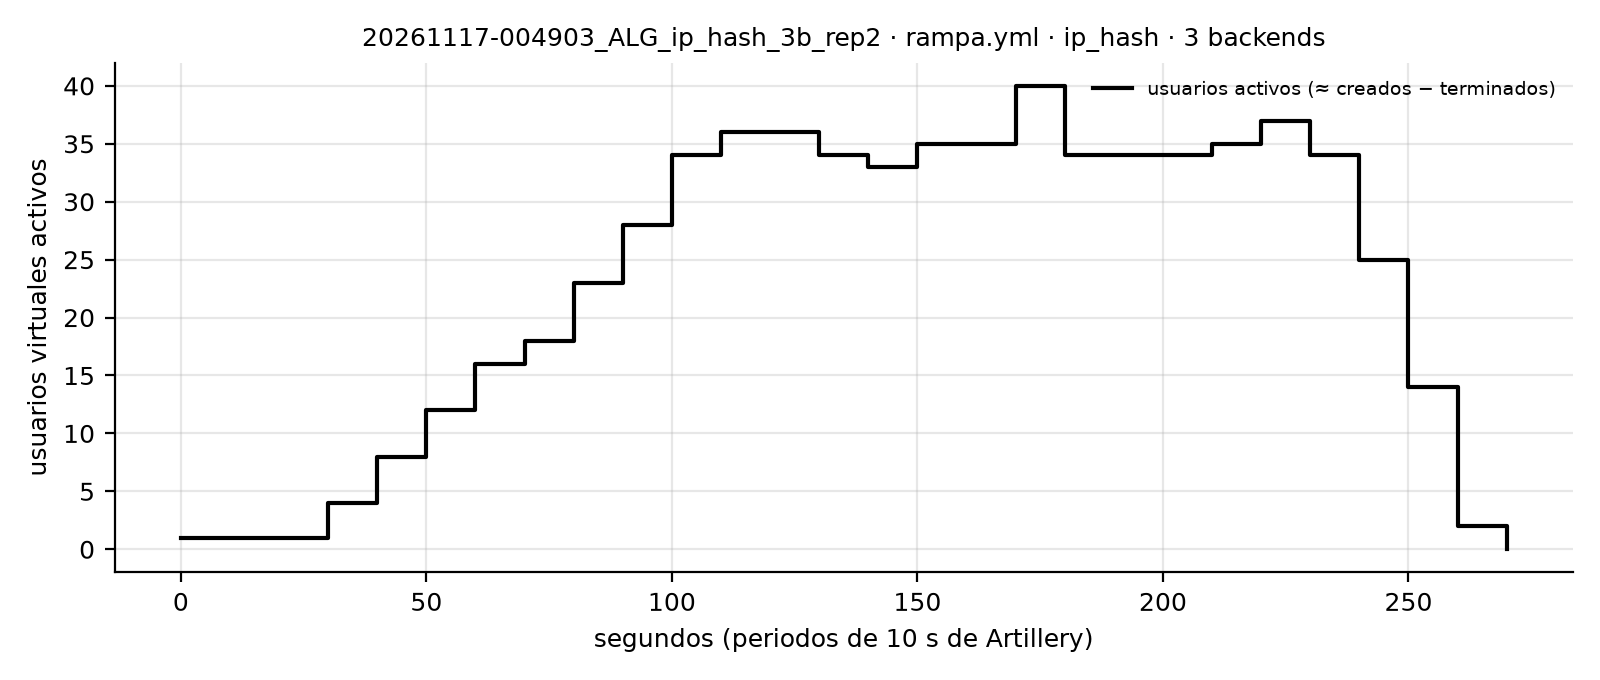 20261117-004903_ALG_ip_hash_3b_rep2 · rampa.yml · ip_hash · 3 backends
usuarios activos (≈ creados − terminados)
usuarios virtuales activos
40
35
30
25
20
15
10
5
0
0 50 100 150 200 250
segundos (periodos de 10 s de Artillery)